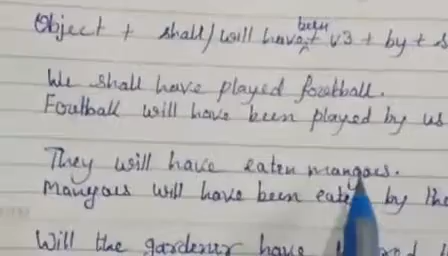 Object + shall/will have + been V3 + by + s
We shall have played football.
Foutball will have been played by us
They will have eaten mangoes.
Mangoes will have been eaten by the
Will the gardener have